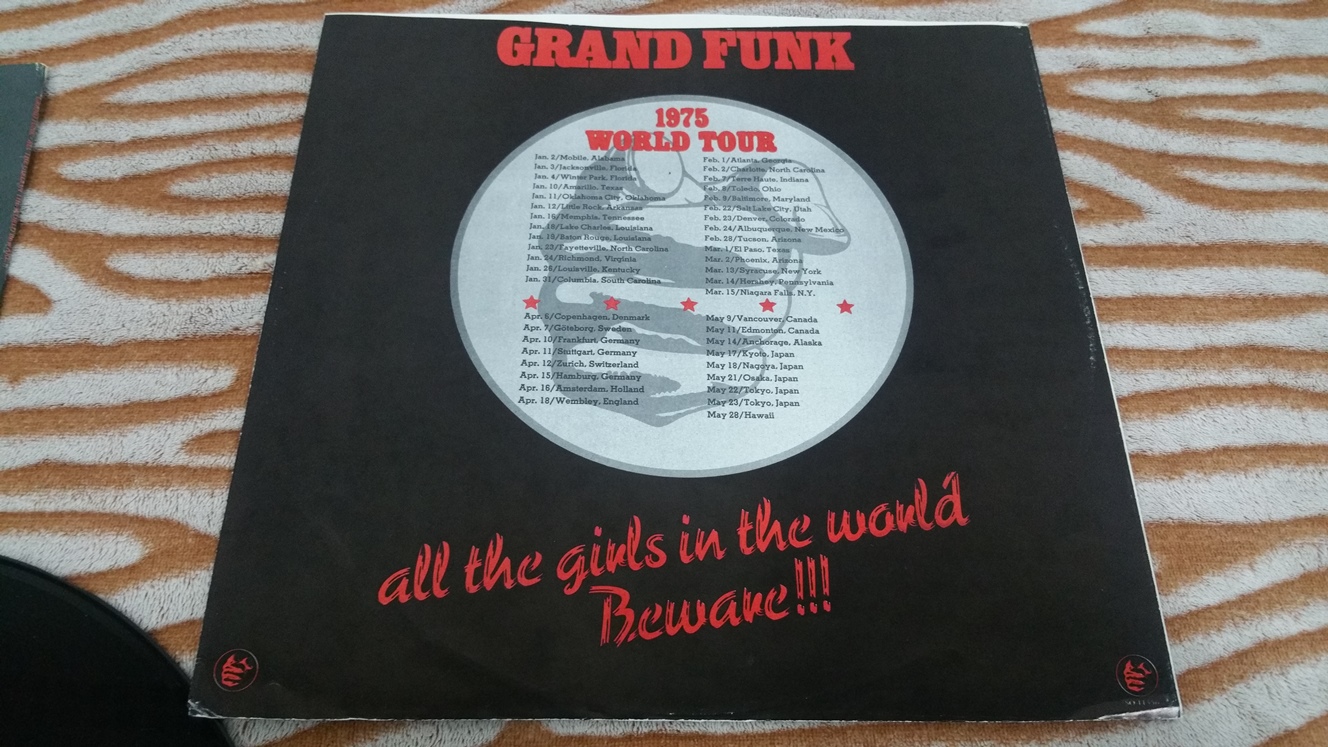 GRAND FUNK
1975
WORLD TOUR
Jan. 2/Mobile, Alabama
Jan. 3/Jacksonville, Florida
Jan. 4/Winter Park, Florida
Jan. 10/Amarillo, Texas
Jan. 11/Oklahoma City, Oklahoma
Jan. 12/Little Rock, Arkansas
Jan. 16/Memphis, Tennessee
Jan. 18/Lake Charles, Louisiana
Jan. 19/Baton Rouge, Louisiana
Jan. 23/Fayetteville, North Carolina
Jan. 24/Richmond, Virginia
Jan. 26/Louisville, Kentucky
Jan. 31/Columbia, South Carolina
Feb. 1/Atlanta, Georgia
Feb. 2/Charlotte, North Carolina
Feb. 7/Terre Haute, Indiana
Feb. 8/Toledo, Ohio
Feb. 9/Baltimore, Maryland
Feb. 22/Salt Lake City, Utah
Feb. 23/Denver, Colorado
Feb. 24/Albuquerque, New Mexico
Feb. 28/Tucson, Arizona
Mar. 1/El Paso, Texas
Mar. 2/Phoenix, Arizona
Mar. 13/Syracuse, New York
Mar. 14/Hershey, Pennsylvania
Mar. 15/Niagara Falls, N.Y.
Apr. 6/Copenhagen, Denmark
Apr. 7/Göteborg, Sweden
Apr. 10/Frankfurt, Germany
Apr. 11/Stuttgart, Germany
Apr. 12/Zurich, Switzerland
Apr. 15/Hamburg, Germany
Apr. 16/Amsterdam, Holland
Apr. 18/Wembley, England
May 9/Vancouver, Canada
May 11/Edmonton, Canada
May 14/Anchorage, Alaska
May 17/Kyoto, Japan
May 18/Nagoya, Japan
May 21/Osaka, Japan
May 22/Tokyo, Japan
May 23/Tokyo, Japan
May 28/Hawaii
all the girls in the world
Beware!!!